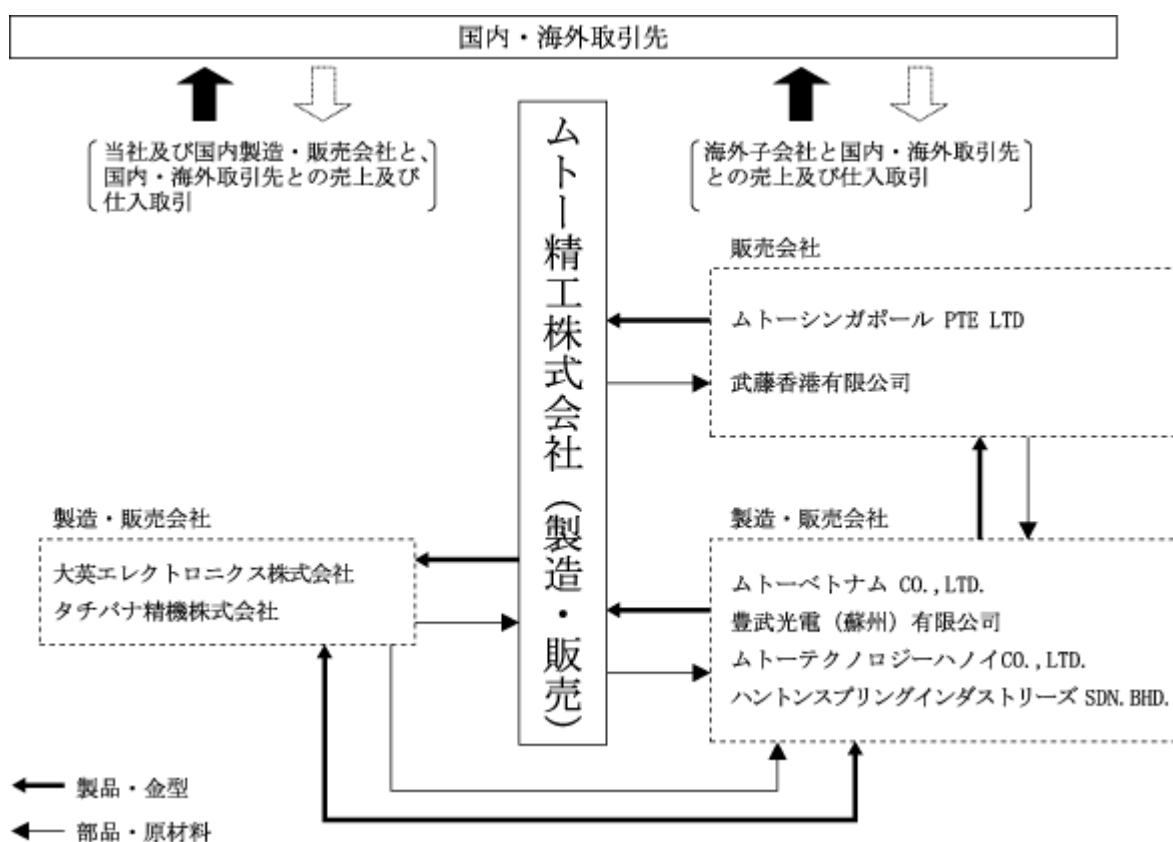 国内・海外取引先
当社及び国内製造・販売会社と、
国内・海外取引先との売上及び
仕入取引
海外子会社と国内・海外取引先
との売上及び仕入取引
ムトー精工株式会社（製造・販売）
販売会社
ムトーシンガポール PTE LTD
武藤香港有限公司
製造・販売会社
大英エレクトロニクス株式会社
タチバナ精機株式会社
製造・販売会社
ムトーベトナム CO.,LTD.
豊武光電（蘇州）有限公司
ムトーテクノロジーハノイCO.,LTD.
ハントンスプリングインダストリーズ SDN.BHD.
製品・金型
部品・原材料